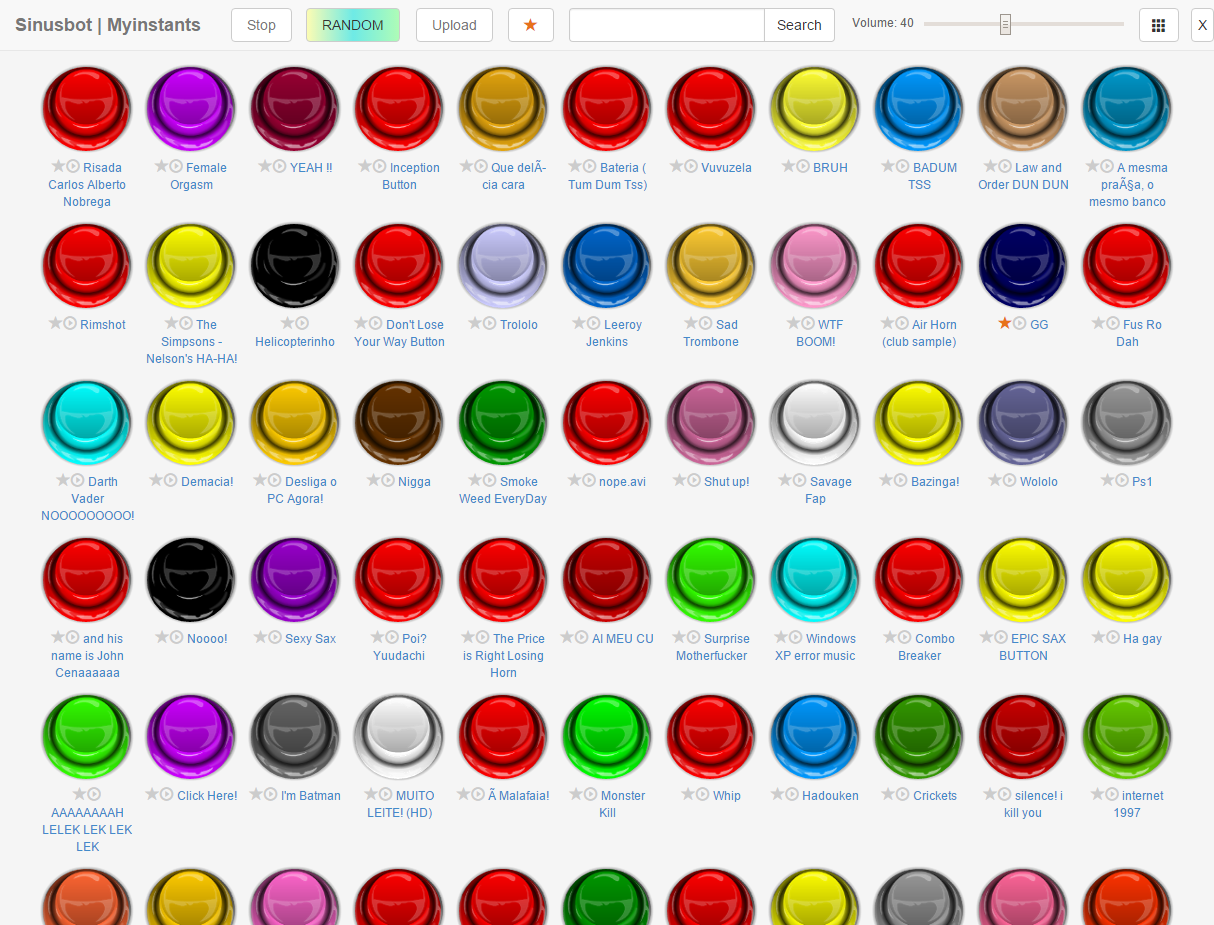 Sinusbot | Myinstants Stop RANDOM Upload Search Volume: 40 X
Risada YEAH !! Female Inception Que delÃ- Bateria ( Vuvuzela BRUH BADUM Law and A mesma
Carlos Alberto Orgasm Button cia cara Tum Dum Tss) TSS Order DUN DUN praÃ§a, o
Nobrega mesmo banco
Rimshot The Don't Lose Trololo Leeroy Sad WTF Air Horn GG Fus Ro
Simpsons - Helicopterinho Your Way Button Jenkins Trombone BOOM! (club sample) Dah
Nelson's HA-HA!
Darth Demacia! Desliga o Nigga Smoke nope.avi Shut up! Savage Bazinga! Wololo Ps1
Vader PC Agora! Weed EveryDay Fap
NOOOOOOOOO!
and his Noooo! Sexy Sax Poi? The Price AI MEU CU Surprise Windows Combo EPIC SAX Ha gay
name is John Yuudachi is Right Losing Motherfucker XP error music Breaker BUTTON
Cenaaaaaa Horn
Click Here! I'm Batman MUITO Ã Malafaia! Monster Whip Hadouken Crickets silence! i internet
AAAAAAAAH LEITE! (HD) Kill kill you 1997
LELEK LEK LEK
LEK